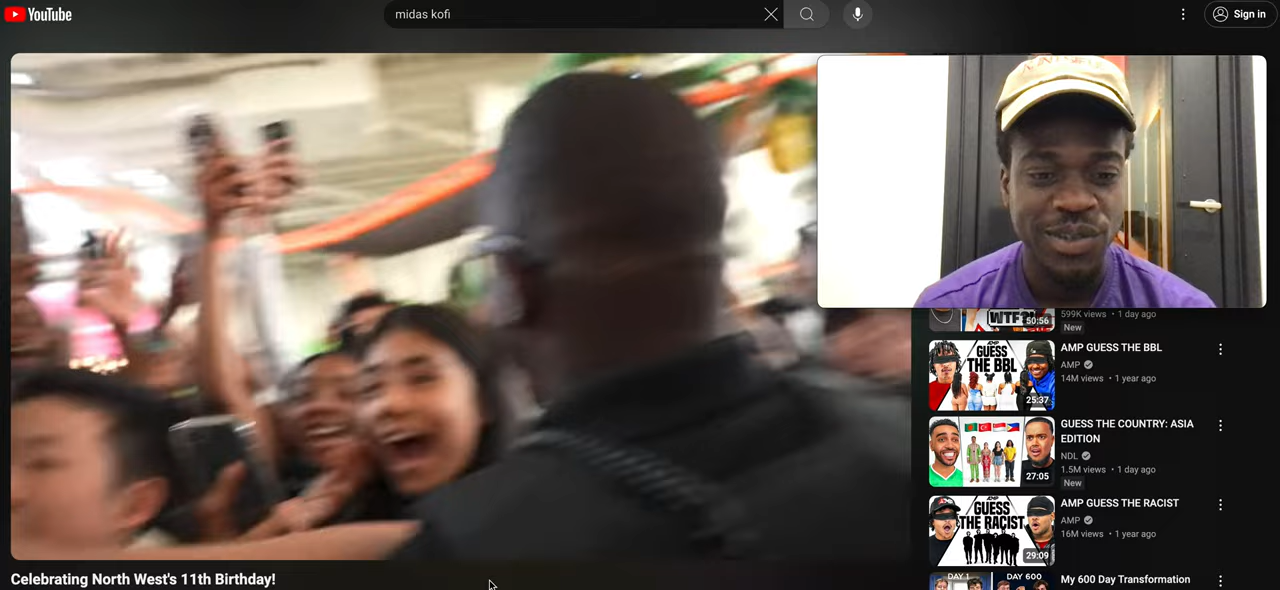 YouTube
midas kofi
Sign in
WTF
50:56
599K views • 1 day ago
New
AMP
GUESS
THE BBL
25:37
AMP GUESS THE BBL
AMP
14M views • 1 year ago
27:05
GUESS THE COUNTRY: ASIA
EDITION
NDL
1.5M views • 1 day ago
New
AMP
GUESS
THE RACIST
29:09
AMP GUESS THE RACIST
AMP
16M views • 1 year ago
DAY 1
DAY 600
My 600 Day Transformation
Celebrating North West's 11th Birthday!